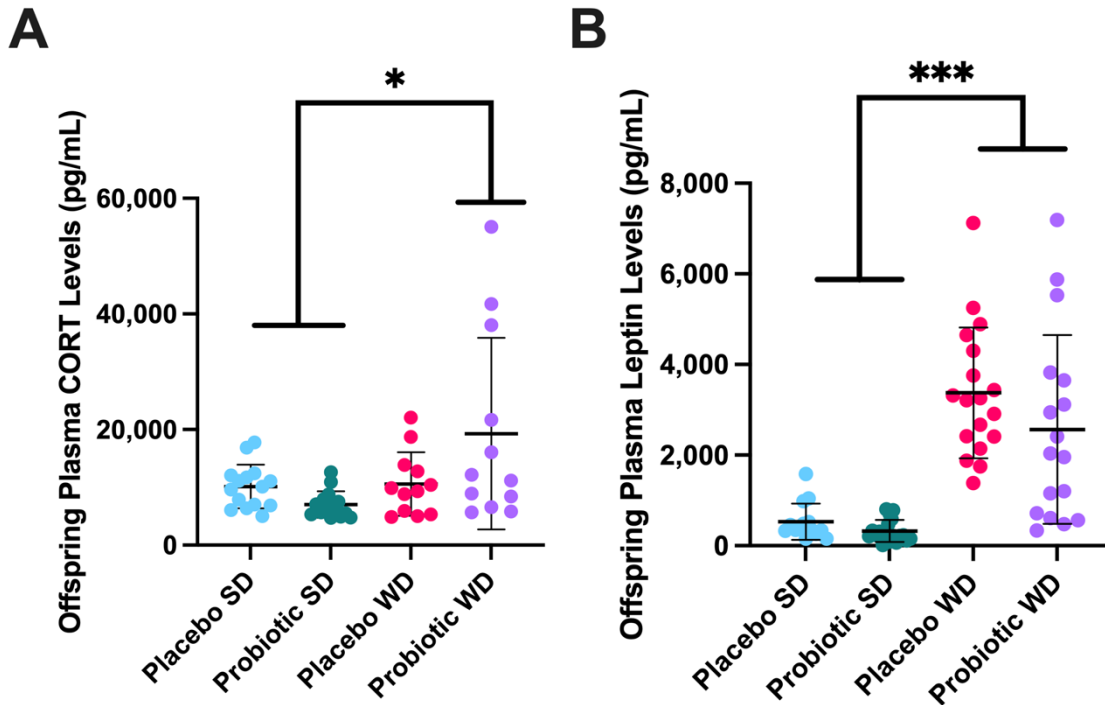 A
*
Offspring Plasma CORT Levels (pg/mL)
60,000
40,000
20,000
0
Placebo SD
Probiotic SD
Placebo WD
Probiotic WD
B
***
Offspring Plasma Leptin Levels (pg/mL)
8,000
6,000
4,000
2,000
0
Placebo SD
Probiotic SD
Placebo WD
Probiotic WD